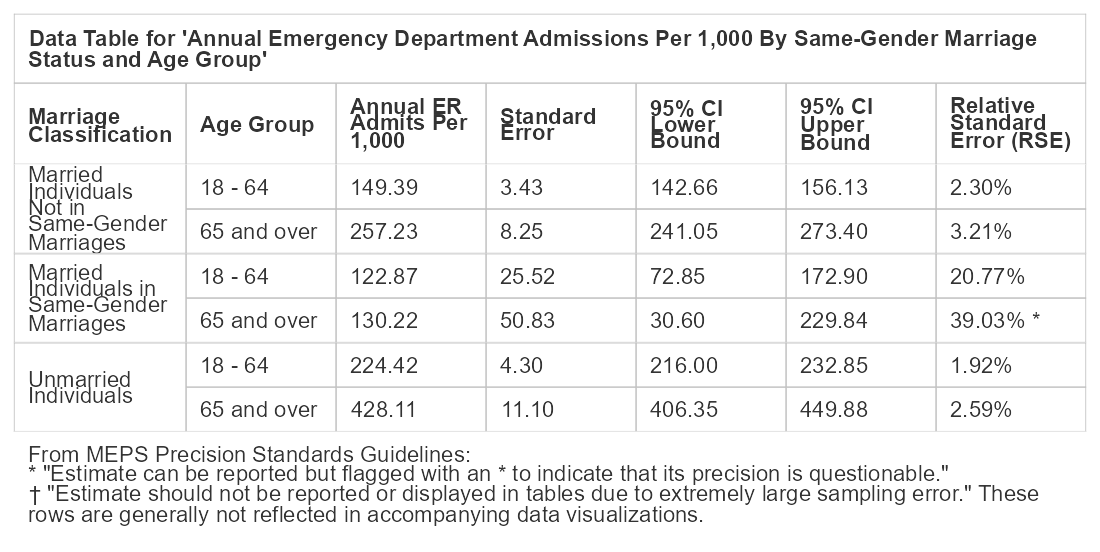 Data Table for 'Annual Emergency Department Admissions Per 1,000 By Same-Gender Marriage
Status and Age Group'
Marriage
Classification
Age Group
Annual ER
Admits Per
1,000
Standard
Error
95% CI
Lower
Bound
95% CI
Upper
Bound
Relative
Standard
Error (RSE)
Married
Individuals
Not in
Same-Gender
Marriages
18 - 64 149.39 3.43 142.66 156.13 2.30%
65 and over 257.23 8.25 241.05 273.40 3.21%
Married
Individuals in
Same-Gender
Marriages
18 - 64 122.87 25.52 72.85 172.90 20.77%
65 and over 130.22 50.83 30.60 229.84 39.03% *
Unmarried
Individuals
18 - 64 224.42 4.30 216.00 232.85 1.92%
65 and over 428.11 11.10 406.35 449.88 2.59%
From MEPS Precision Standards Guidelines:
* "Estimate can be reported but flagged with an * to indicate that its precision is questionable."
† "Estimate should not be reported or displayed in tables due to extremely large sampling error." These
rows are generally not reflected in accompanying data visualizations.